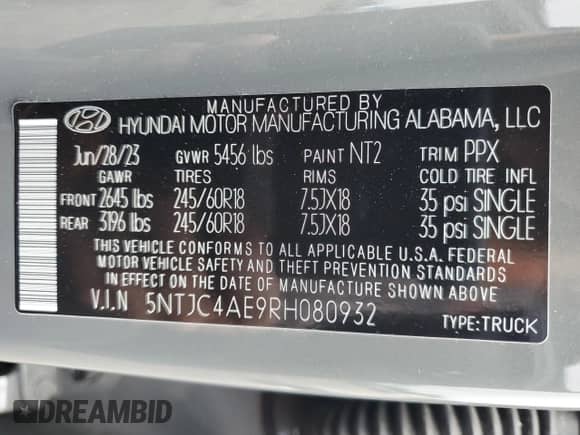 MANUFACTURED BY
HYUNDAI MOTOR MANUFACTURING ALABAMA, LLC
Jun/28/23 GVWR 5456 lbs PAINT NT2 TRIM PPX
GAWR TIRES RIMS COLD TIRE INFL
FRONT 2645 lbs 245/60R18 7.5JX18 35 psi SINGLE
REAR 3196 lbs 245/60R18 7.5JX18 35 psi SINGLE
THIS VEHICLE CONFORMS TO ALL APPLICABLE U.S.A. FEDERAL
MOTOR VEHICLE SAFETY AND THEFT PREVENTION STANDARDS
IN EFFECT ON THE DATE OF MANUFACTURE SHOWN ABOVE
V.I.N 5NTJC4AE9RH080932 TYPE:TRUCK
DREAMBID